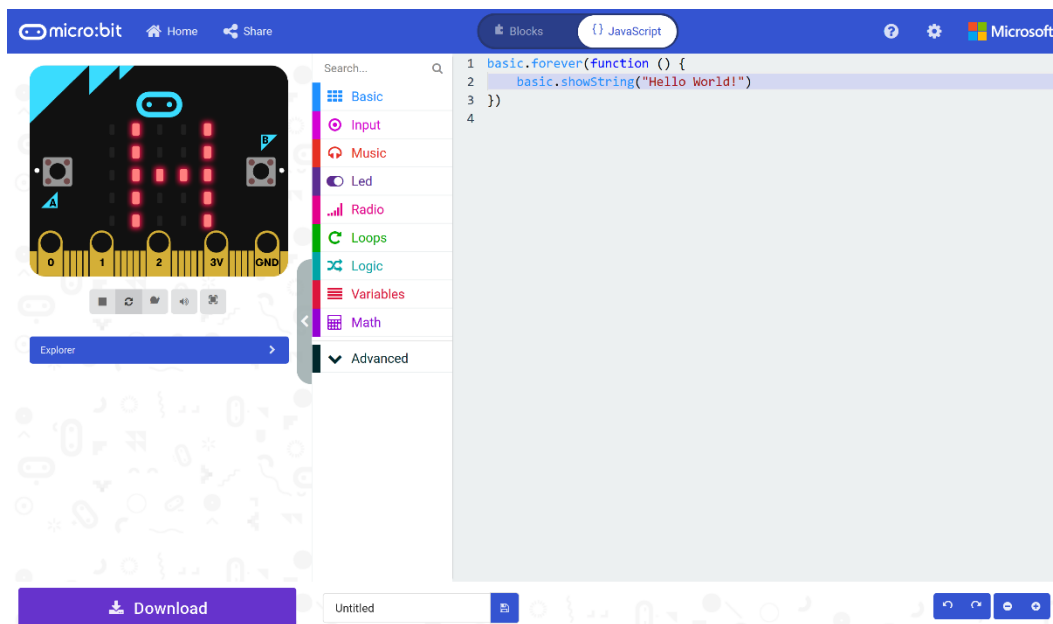 micro:bit
Home
Share
Blocks
{} JavaScript
Microsoft
B
A
0 1 2 3V GND
Explorer
Download
Search...
Basic
Input
Music
Led
Radio
Loops
Logic
Variables
Math
Advanced
1 basic.forever(function () {
2 basic.showString("Hello World!")
3 })
4
Untitled